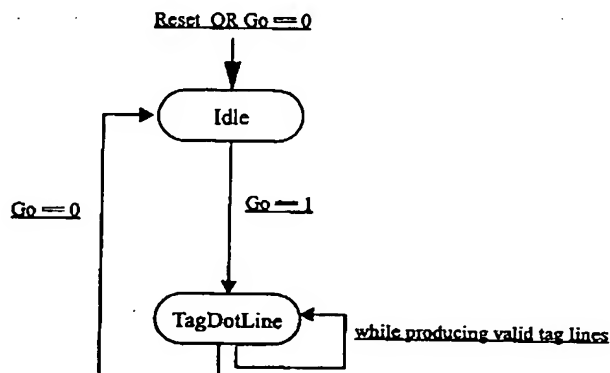 Reset OR Go == 0
Idle
Go == 0
Go == 1
TagDotLine
while producing valid tag lines